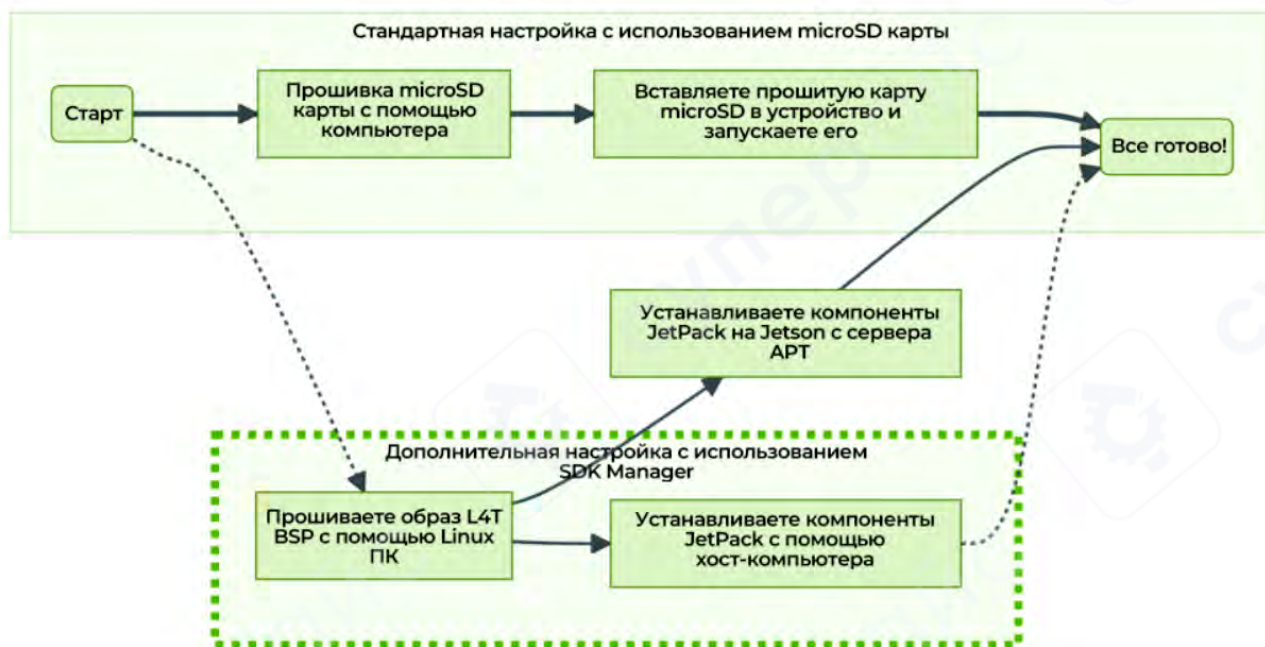 Стандартная настройка с использованием microSD карты
Старт
Прошивка microSD
карты с помощью
компьютера
Вставляете прошитую карту
microSD в устройство и
запускаете его
Все готово!
Устанавливаете компоненты
JetPack на Jetson с сервера
APT
Дополнительная настройка с использованием
SDK Manager
Прошиваете образ L4T
BSP с помощью Linux
ПК
Устанавливаете компоненты
JetPack с помощью
хост-компьютера